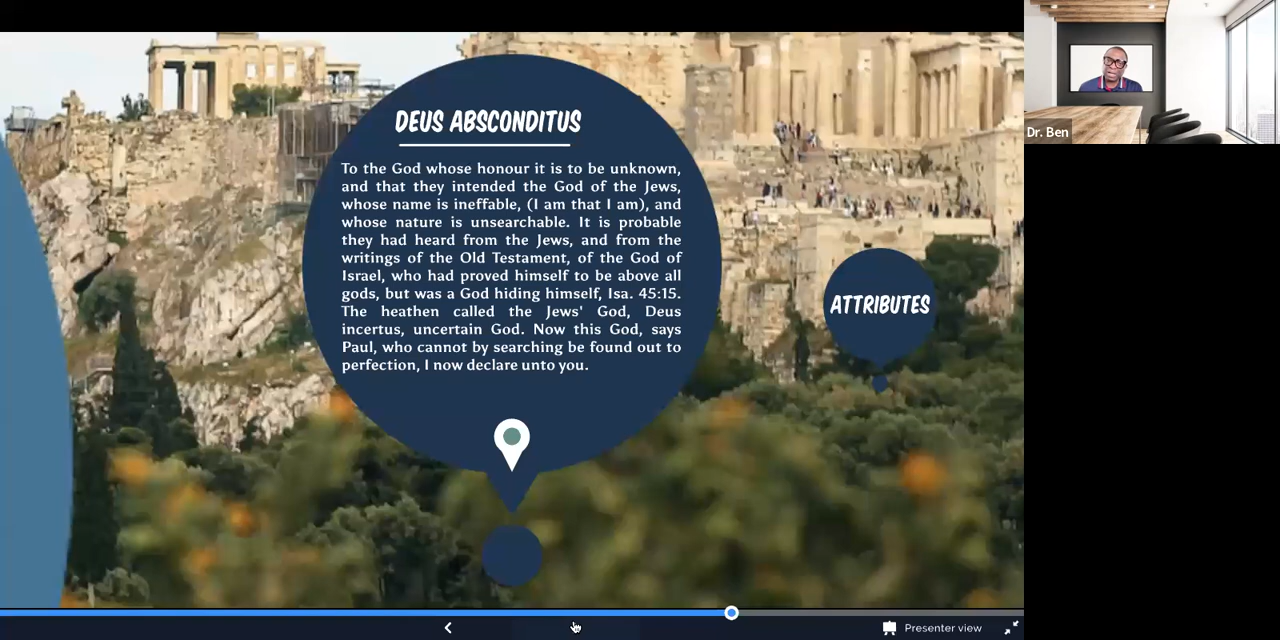 DEUS ABSCONDITUS
To the God whose honour it is to be unknown,
and that they intended the God of the Jews,
whose name is ineffable, (I am that I am), and
whose nature is unsearchable. It is probable
they had heard from the Jews, and from the
writings of the Old Testament, of the God of
Israel, who had proved himself to be above all
gods, but was a God hiding himself, Isa. 45:15.
The heathen called the Jews' God, Deus
incertus, uncertain God. Now this God, says
Paul, who cannot by searching be found out to
perfection, I now declare unto you.
ATTRIBUTES
Dr. Ben
Presenter view